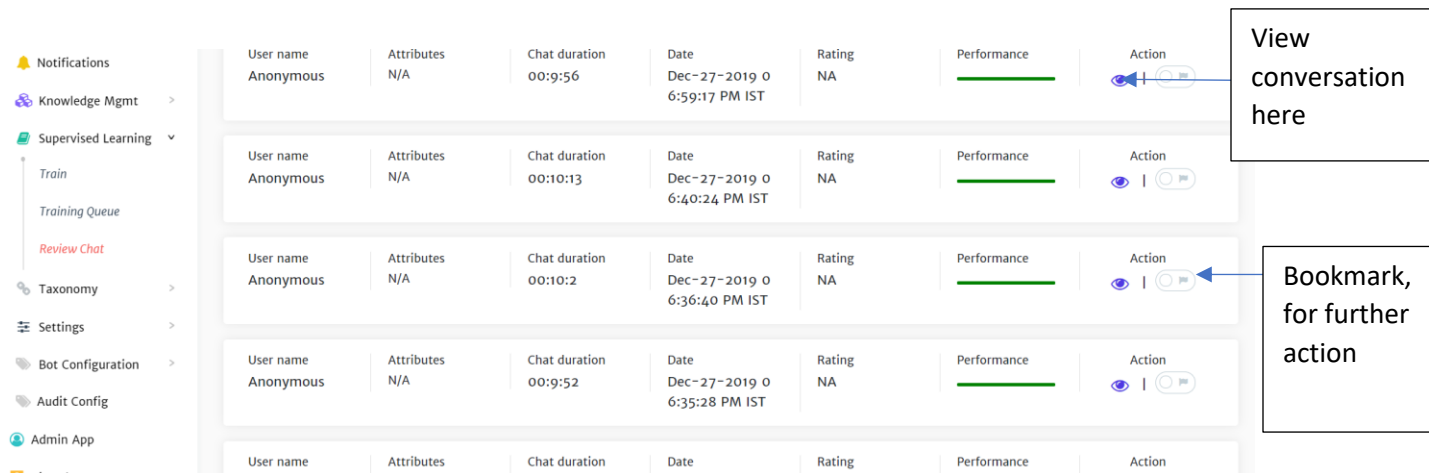 Notifications
Knowledge Mgmt
Supervised Learning
Train
Training Queue
Review Chat
Taxonomy
Settings
Bot Configuration
Audit Config
Admin App
User name Attributes Chat duration Date Rating Performance Action
Anonymous N/A 00:9:56 Dec-27-2019 0 NA
6:59:17 PM IST
User name Attributes Chat duration Date Rating Performance Action
Anonymous N/A 00:10:13 Dec-27-2019 0 NA
6:40:24 PM IST
User name Attributes Chat duration Date Rating Performance Action
Anonymous N/A 00:10:2 Dec-27-2019 0 NA
6:36:40 PM IST
User name Attributes Chat duration Date Rating Performance Action
Anonymous N/A 00:9:52 Dec-27-2019 0 NA
6:35:28 PM IST
User name Attributes Chat duration Date Rating Performance Action
View
conversation
here
Bookmark,
for further
action